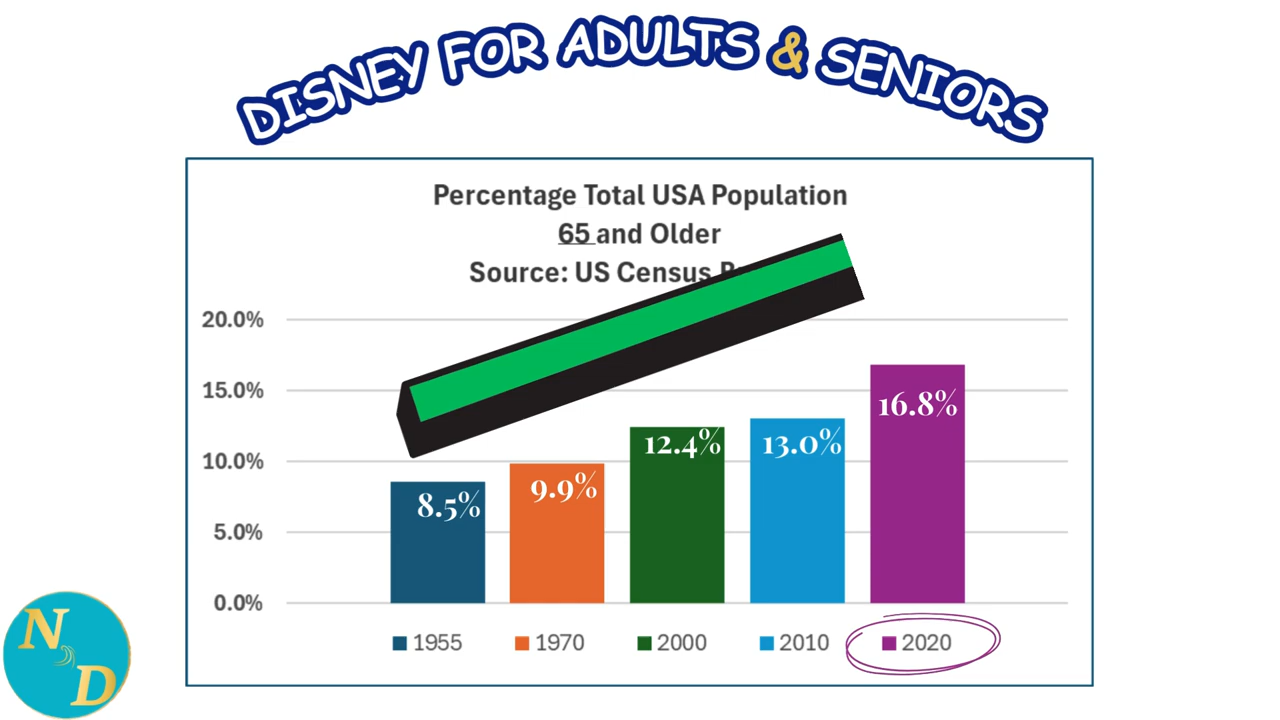 DISNEY FOR ADULTS & SENIORS
Percentage Total USA Population
65 and Older
Source: US Census
20.0%
15.0%
10.0%
5.0%
0.0%
8.5%
9.9%
12.4%
13.0%
16.8%
1955
1970
2000
2010
2020
N
D